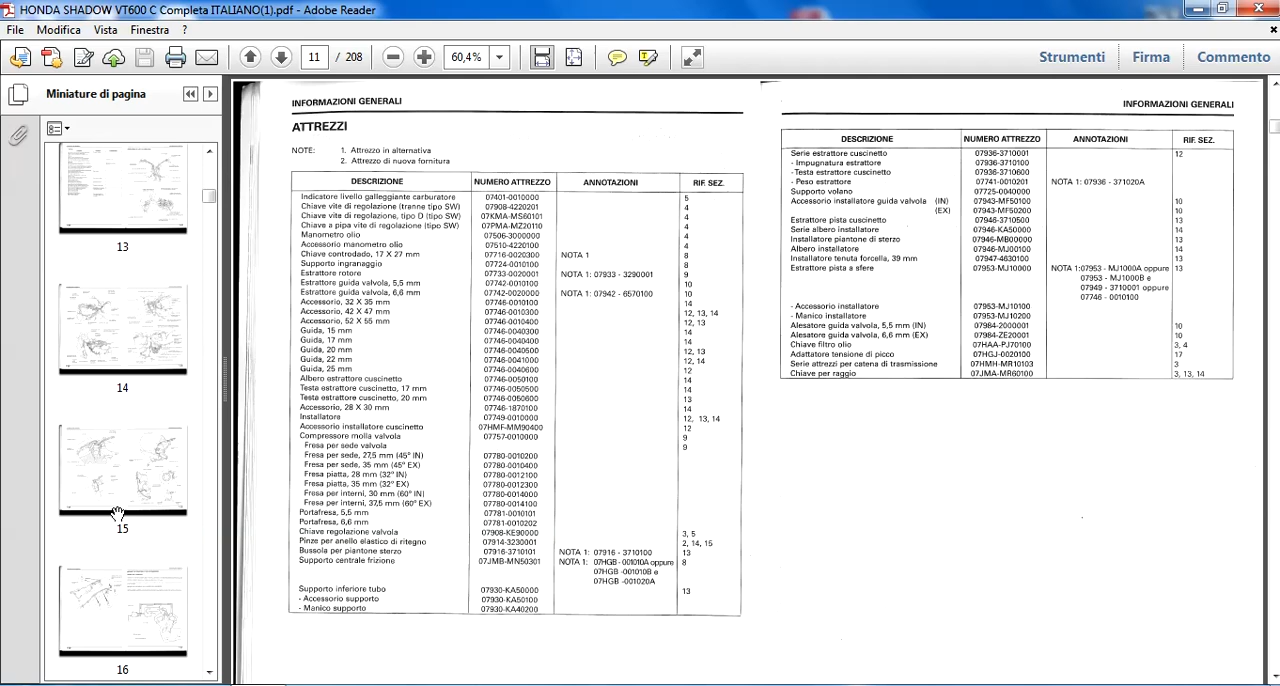 HONDA SHADOW VT600 C Completa ITALIANO(1).pdf - Adobe Reader
File Modifica Vista Finestra ?
11 / 208 60,4% Strumenti Firma Commento
Miniature di pagina
13
14
15
16
INFORMAZIONI GENERALI
ATTREZZI
NOTE: 1. Attrezzo in alternativa
2. Attrezzo di nuova fornitura
DESCRIZIONE NUMERO ATTREZZO ANNOTAZIONI RIF. SEZ.
Indicatore livello galleggiante carburatore 07401-0010000 5
Chiave vite di regolazione (tranne tipo SW) 07908-4220201 4
Chiave vite di regolazione, tipo D (tipo SW) 07KMA-MS60101 4
Chiave a pipa vite di regolazione (tipo SW) 07PMA-MZ20110 4
Manometro olio 07506-3000000 4
Accessorio manometro olio 07510-4220100 4
Chiave controdado, 17 X 27 mm 07716-0020300 NOTA 1 8
Supporto ingranaggio 07724-0010100 8
Estrattore rotore 07733-0020001 NOTA 1: 07933 - 3290001 9
Estrattore guida valvola, 5,5 mm 07742-0010100 10
Estrattore guida valvola, 6,6 mm 07742-0020000 NOTA 1: 07942 - 6570100 10
Accessorio, 32 X 35 mm 07746-0010100 14
Accessorio, 42 X 47 mm 07746-0010300 12, 13, 14
Accessorio, 52 X 55 mm 07746-0010400 12, 13
Guida, 15 mm 07746-0040300 14
Guida, 17 mm 07746-0040400 14
Guida, 20 mm 07746-0040500 12, 13
Guida, 22 mm 07746-0041000 12, 14
Guida, 25 mm 07746-0040600 12
Albero estrattore cuscinetto 07746-0050100 14
Testa estrattore cuscinetto, 17 mm 07746-0050500 14
Testa estrattore cuscinetto, 20 mm 07746-0050600 13
Accessorio, 28 X 30 mm 07746-1870100 14
Installatore 07749-0010000 12, 13, 14
Accessorio installatore cuscinetto 07HMF-MM90400 12
Compressore molla valvola 07757-0010000 9
Fresa per sede valvola 9
Fresa per sede, 27,5 mm (45° IN) 07780-0010200
Fresa per sede, 35 mm (45° EX) 07780-0010400
Fresa piatta, 28 mm (32° IN) 07780-0012100
Fresa piatta, 35 mm (32° EX) 07780-0012300
Fresa per interni, 30 mm (60° IN) 07780-0014000
Fresa per interni, 37,5 mm (60° EX) 07780-0014100
Portafresa, 5,5 mm 07781-0010101
Portafresa, 6,6 mm 07781-0010202
Chiave regolazione valvola 07908-KE90000 3, 5
Pinze per anello elastico di ritegno 07914-3230001 2, 14, 15
Bussola per piantone sterzo 07916-3710101 NOTA 1: 07916 - 3710100 13
Supporto centrale frizione 07JMB-MN50301 NOTA 1: 07HGB - 001010A oppure 8
07HGB -001010B e
07HGB -001020A
Supporto inferiore tubo 07930-KA50000 13
- Accessorio supporto 07930-KA50100
- Manico supporto 07930-KA40200
INFORMAZIONI GENERALI
DESCRIZIONE NUMERO ATTREZZO ANNOTAZIONI RIF. SEZ.
Serie estrattore cuscinetto 07936-3710001 12
- Impugnatura estrattore 07936-3710100
- Testa estrattore cuscinetto 07936-3710600
- Peso estrattore 07741-0010201 NOTA 1: 07936 - 371020A
Supporto volano 07725-0040000
Accessorio installatore guida valvola (IN) 07943-MF50100 10
(EX) 07943-MF50200 10
Estrattore pista cuscinetto 07946-3710500 13
Serie albero installatore 07946-KA50000 14
Installatore piantone di sterzo 07946-MB00000 13
Albero installatore 07946-MJ00100 14
Installatore tenuta forcella, 39 mm 07947-4630100 13
Estrattore pista a sfere 07953-MJ10000 NOTA 1:07953 - MJ1000A oppure 13
07953 - MJ1000B e
07949 - 3710001 oppure
07746 - 0010100
- Accessorio installatore 07953-MJ10100
- Manico installatore 07953-MJ10200
Alesatore guida valvola, 5,5 mm (IN) 07984-2000001 10
Alesatore guida valvola, 6,6 mm (EX) 07984-ZE20001 10
Chiave filtro olio 07HAA-PJ70100 3, 4
Adattatore tensione di picco 07HGJ-0020100 17
Serie attrezzi per catena di trasmissione 07HMH-MR10103 3
Chiave per raggio 07JMA-MR60100 3, 13, 14